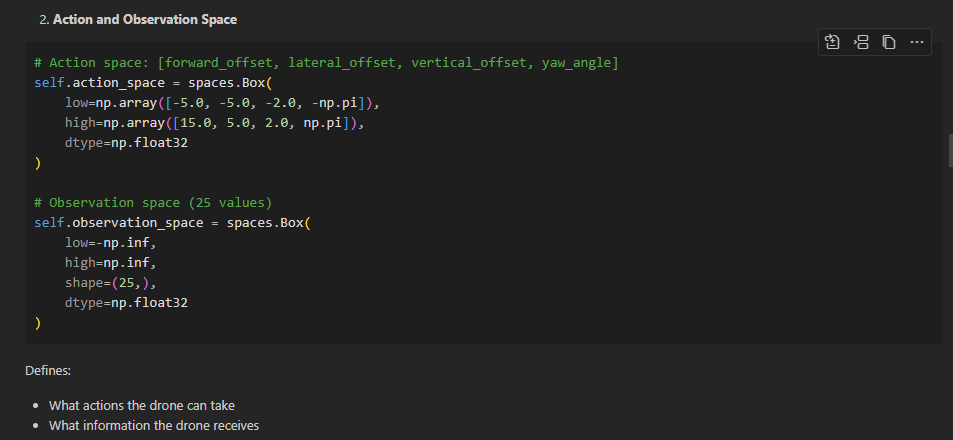 2. Action and Observation Space
# Action space: [forward_offset, lateral_offset, vertical_offset, yaw_angle]
self.action_space = spaces.Box(
    low=np.array([-5.0, -5.0, -2.0, -np.pi]),
    high=np.array([15.0, 5.0, 2.0, np.pi]),
    dtype=np.float32
)

# Observation space (25 values)
self.observation_space = spaces.Box(
    low=-np.inf,
    high=np.inf,
    shape=(25,),
    dtype=np.float32
)
Defines:
• What actions the drone can take
• What information the drone receives